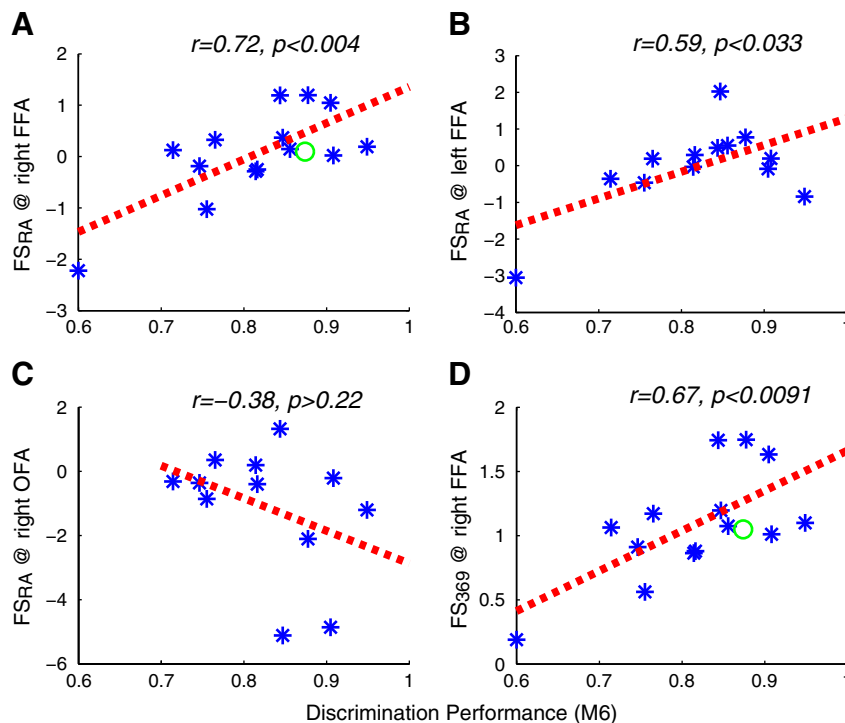 A
r=0.72, p<0.004
2
1
0
−1
−2
−3
FSRA @ right FFA
0.6 0.7 0.8 0.9 1
B
r=0.59, p<0.033
3
2
1
0
−1
−2
−3
−4
FSRA @ left FFA
0.6 0.7 0.8 0.9 1
C
r=−0.38, p>0.22
2
0
−2
−4
−6
FSRA @ right OFA
0.6 0.7 0.8 0.9 1
D
r=0.67, p<0.0091
2
1.5
1
0.5
0
FS369 @ right FFA
0.6 0.7 0.8 0.9 1
Discrimination Performance (M6)